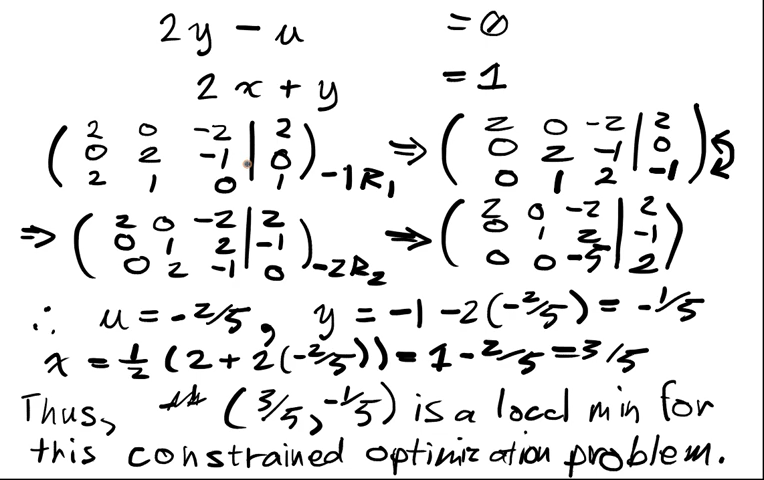 2y - u = 0
2x + y = 1
( 2 0 -2 | 2 ) ⇒ ( 2 0 -2 | 2 )
( 0 2 -1 | 0 ) ( 0 2 -1 | 0 )
( 2 1 0 | 1 ) -1R₁ ( 0 1 2 | -1 )
⇒ ( 2 0 -2 | 2 ) ⇒ ( 2 0 -2 | 2 )
( 0 1 2 | -1 ) ( 0 1 2 | -1 )
( 0 2 -1 | 0 ) -2R₂ ( 0 0 -5 | 2 )
∴ u = -2/5, y = -1 -2(-2/5) = -1/5
x = 1/2 (2 + 2(-2/5)) = 1 - 2/5 = 3/5
Thus, (3/5, -1/5) is a local min for
this constrained optimization problem.